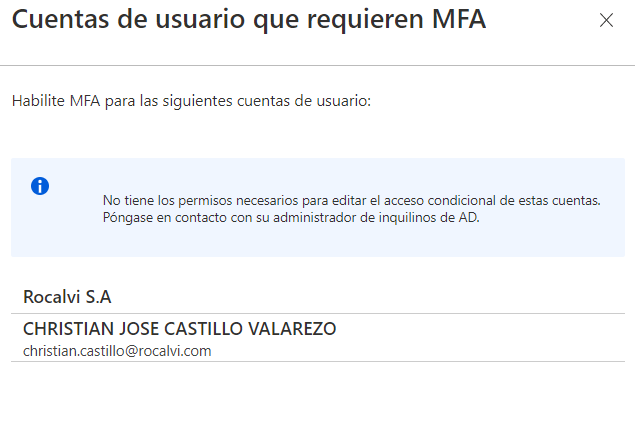 Cuentas de usuario que requieren MFA
Habilite MFA para las siguientes cuentas de usuario:
No tiene los permisos necesarios para editar el acceso condicional de estas cuentas.
Póngase en contacto con su administrador de inquilinos de AD.
Rocalvi S.A
CHRISTIAN JOSE CASTILLO VALAREZO
christian.castillo@rocalvi.com